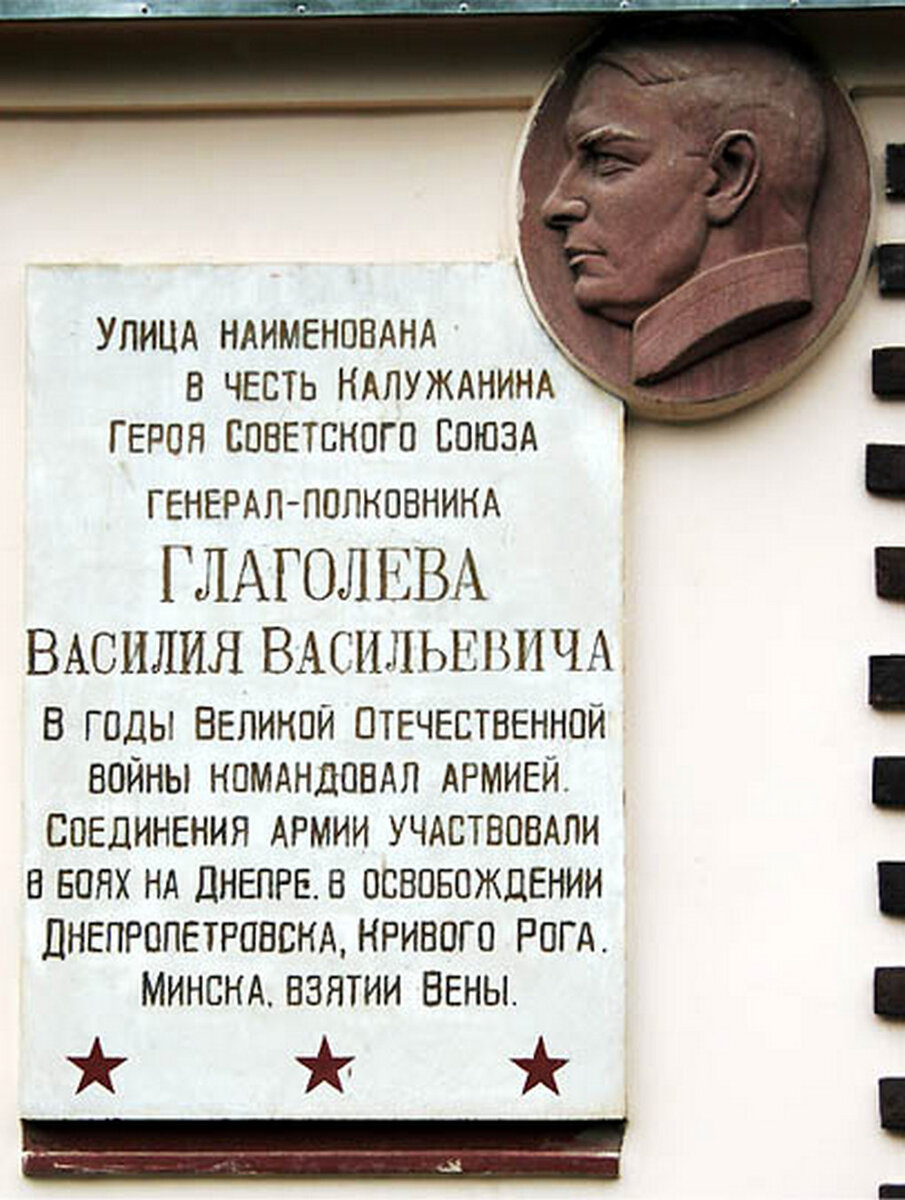 Улица наименована
в честь Калужанина
Героя Советского Союза
генерал-полковника
Глаголева
Василия Васильевича
В годы Великой Отечественной
войны командовал армией.
Соединения армии участвовали
в боях на Днепре, в освобождении
Днепропетровска, Кривого Рога,
Минска, взятии Вены.